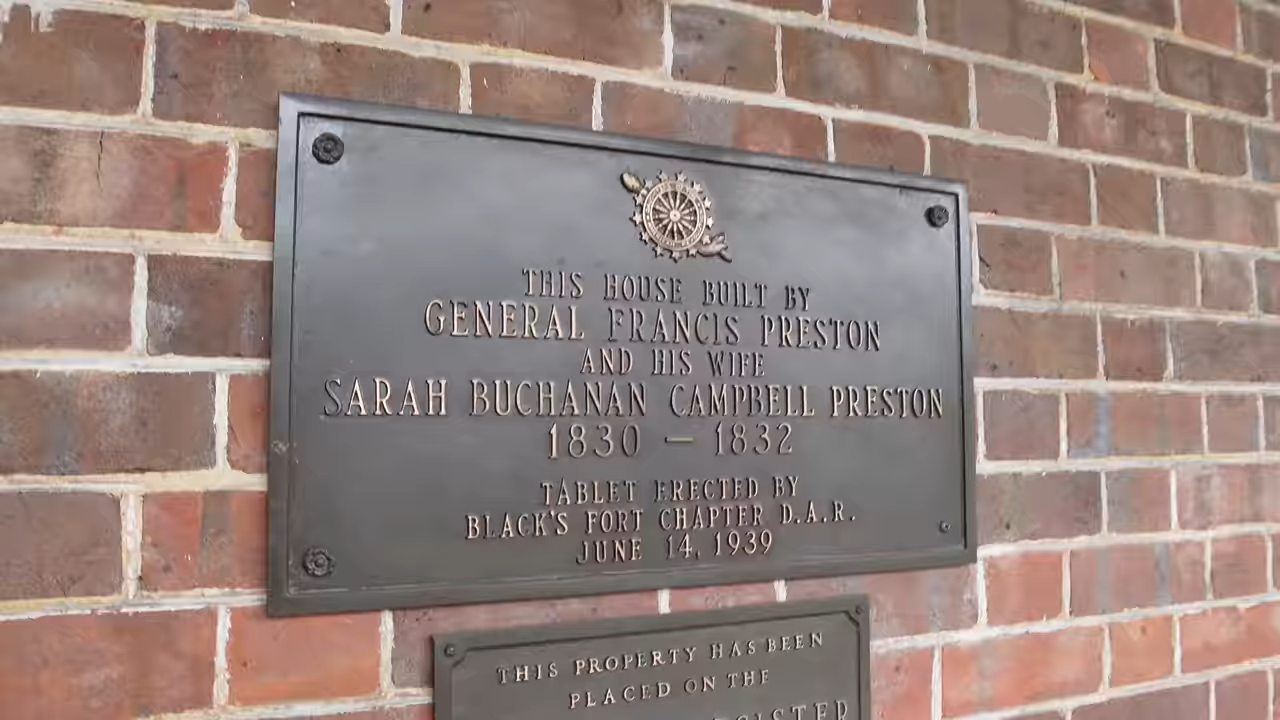 THIS HOUSE BUILT BY
GENERAL FRANCIS PRESTON
AND HIS WIFE
SARAH BUCHANAN CAMPBELL PRESTON
1830 — 1832
TABLET ERECTED BY
BLACK'S FORT CHAPTER D.A.R.
JUNE 14, 1939
THIS PROPERTY HAS BEEN
PLACED ON THE